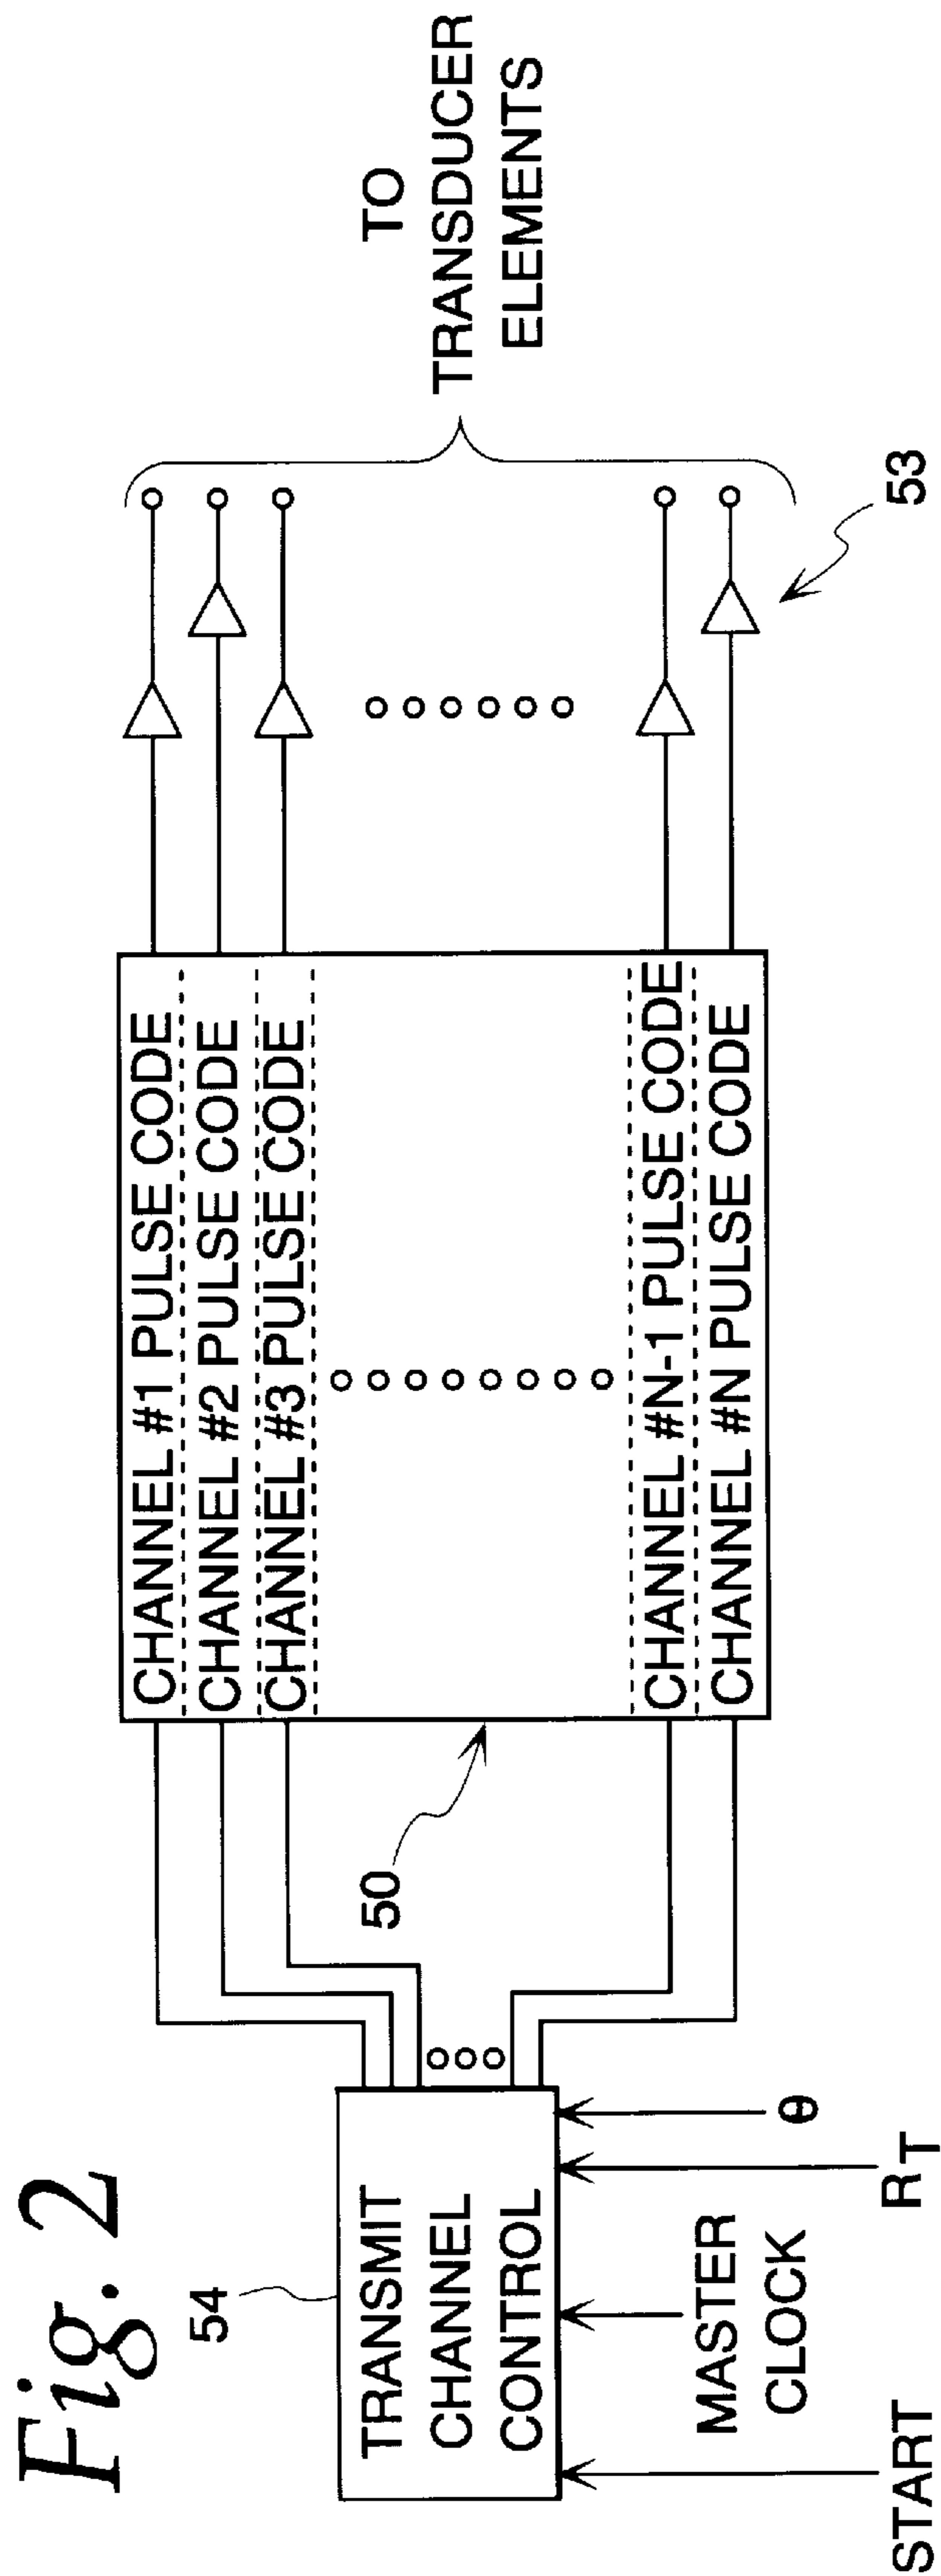 Fig. 2
54
TRANSMIT
CHANNEL
CONTROL
START
MASTER
CLOCK
R T
θ
50
CHANNEL #1 PULSE CODE
CHANNEL #2 PULSE CODE
CHANNEL #3 PULSE CODE
CHANNEL #N-1 PULSE CODE
CHANNEL #N PULSE CODE
TO
TRANSDUCER
ELEMENTS
53